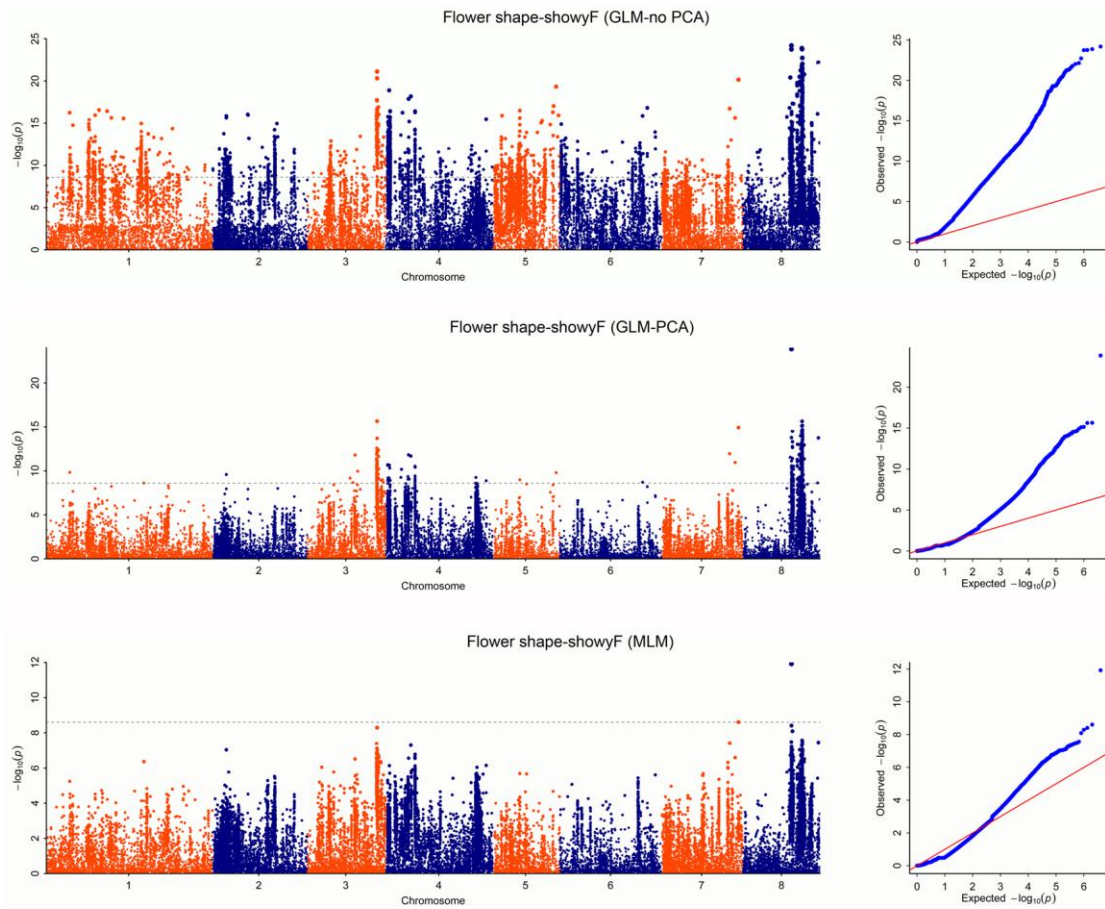 Flower shape-showyF (GLM-no PCA)
25
20
15
10
5
0
−log10(p)
1 2 3 4 5 6 7 8
Chromosome
25
20
15
10
5
0
Observed −log10(p)
0 1 2 3 4 5 6
Expected −log10(p)
Flower shape-showyF (GLM-PCA)
20
15
10
5
0
−log10(p)
1 2 3 4 5 6 7 8
Chromosome
20
15
10
5
0
Observed −log10(p)
0 1 2 3 4 5 6
Expected −log10(p)
Flower shape-showyF (MLM)
12
10
8
6
4
2
0
−log10(p)
1 2 3 4 5 6 7 8
Chromosome
12
10
8
6
4
2
0
Observed −log10(p)
0 1 2 3 4 5 6
Expected −log10(p)